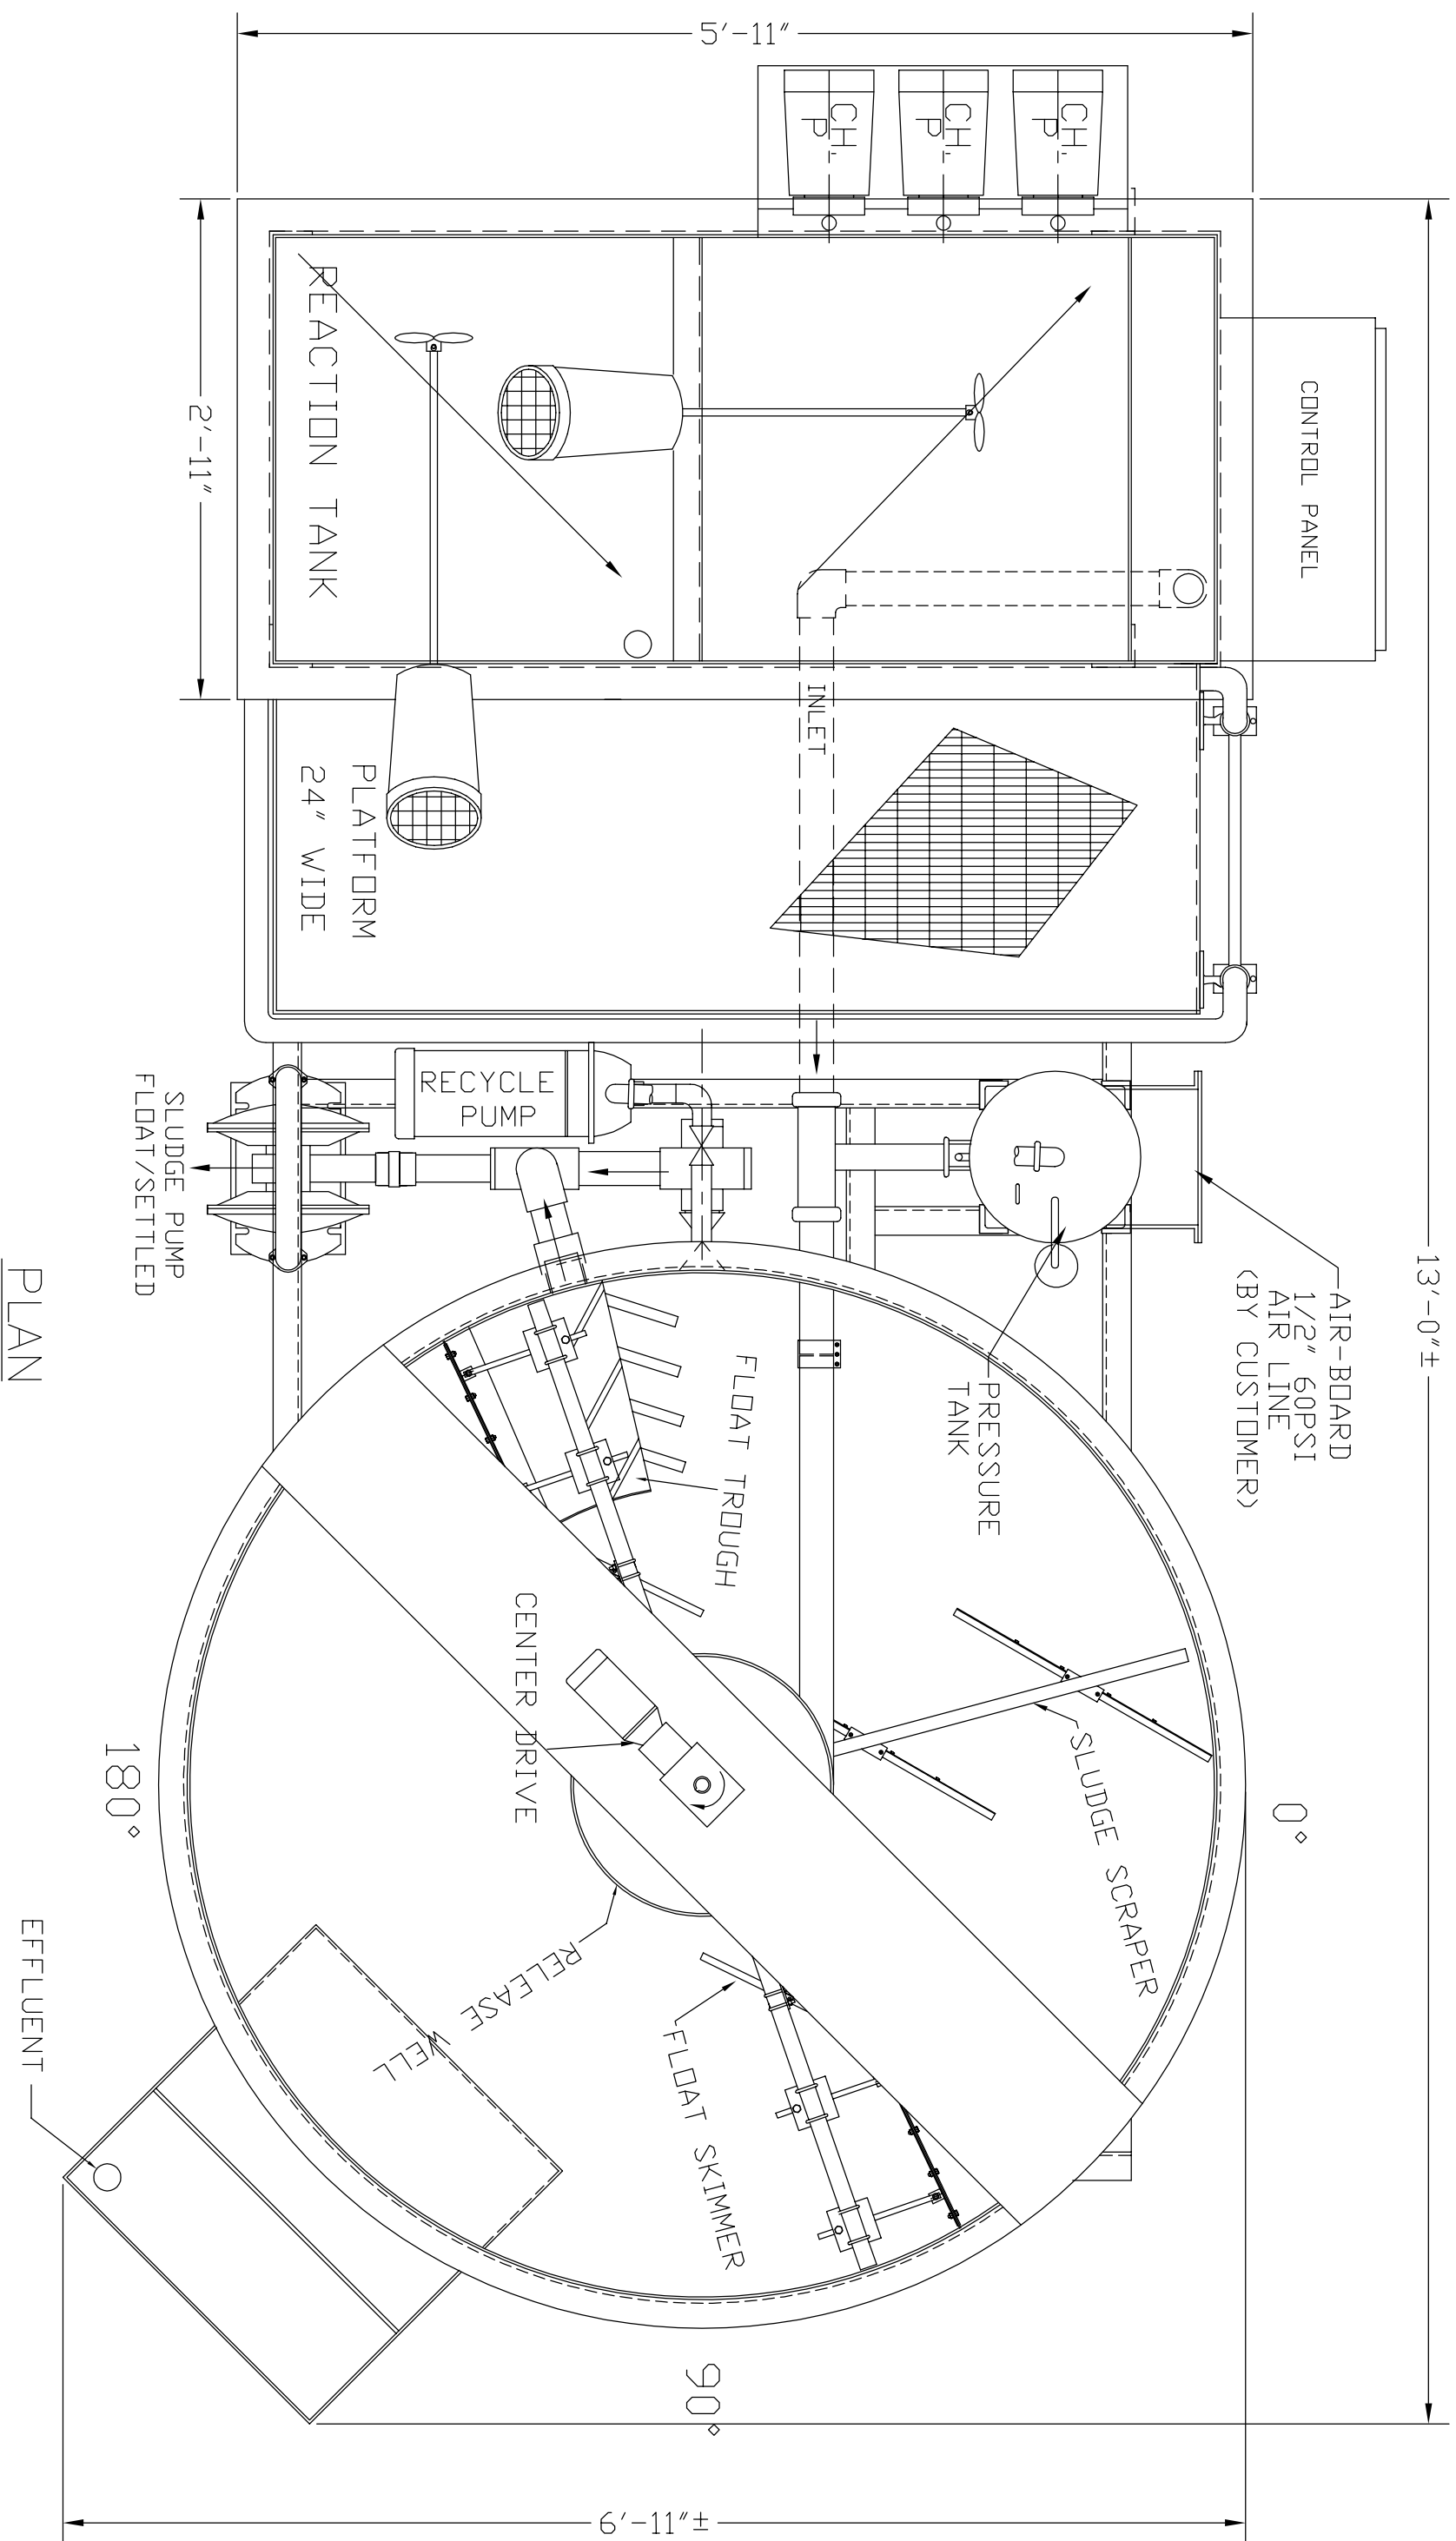 5'-11"
CH.
P
CH.
P
CH.
P
CONTROL PANEL
REACTION TANK
2'-11"
INLET
PLATFORM
24" WIDE
RECYCLE
PUMP
SLUDGE PUMP
FLOAT/SETTLED
13'-0"±
AIR-BOARD
1/2" 60PSI
AIR LINE
(BY CUSTOMER)
PRESSURE
TANK
FLOAT TROUGH
CENTER DRIVE
SLUDGE SCRAPER
0°
180°
RELEASE
WELL
FLOAT SKIMMER
EFFLUENT
90°
6'-11"±
PLAN